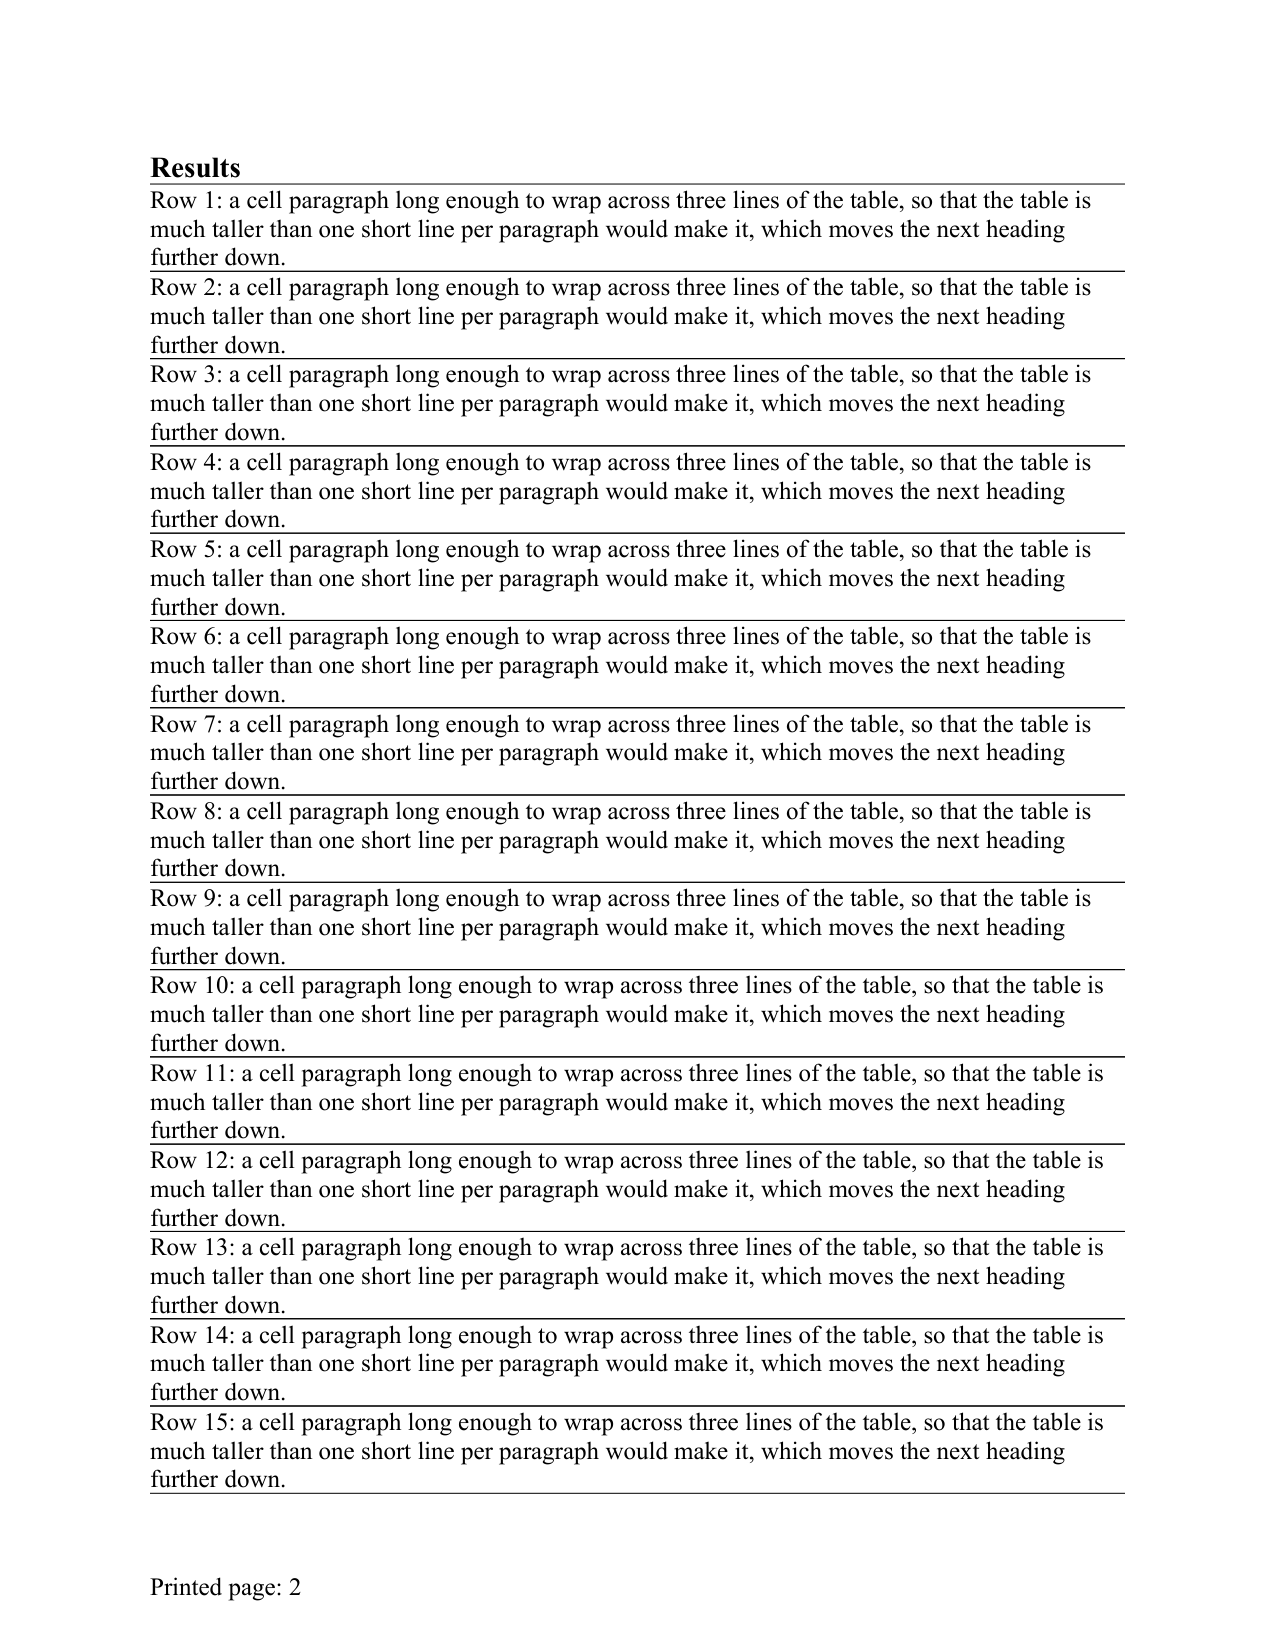 Results
Row 1: a cell paragraph long enough to wrap across three lines of the table, so that the table is
much taller than one short line per paragraph would make it, which moves the next heading
further down.
Row 2: a cell paragraph long enough to wrap across three lines of the table, so that the table is
much taller than one short line per paragraph would make it, which moves the next heading
further down.
Row 3: a cell paragraph long enough to wrap across three lines of the table, so that the table is
much taller than one short line per paragraph would make it, which moves the next heading
further down.
Row 4: a cell paragraph long enough to wrap across three lines of the table, so that the table is
much taller than one short line per paragraph would make it, which moves the next heading
further down.
Row 5: a cell paragraph long enough to wrap across three lines of the table, so that the table is
much taller than one short line per paragraph would make it, which moves the next heading
further down.
Row 6: a cell paragraph long enough to wrap across three lines of the table, so that the table is
much taller than one short line per paragraph would make it, which moves the next heading
further down.
Row 7: a cell paragraph long enough to wrap across three lines of the table, so that the table is
much taller than one short line per paragraph would make it, which moves the next heading
further down.
Row 8: a cell paragraph long enough to wrap across three lines of the table, so that the table is
much taller than one short line per paragraph would make it, which moves the next heading
further down.
Row 9: a cell paragraph long enough to wrap across three lines of the table, so that the table is
much taller than one short line per paragraph would make it, which moves the next heading
further down.
Row 10: a cell paragraph long enough to wrap across three lines of the table, so that the table is
much taller than one short line per paragraph would make it, which moves the next heading
further down.
Row 11: a cell paragraph long enough to wrap across three lines of the table, so that the table is
much taller than one short line per paragraph would make it, which moves the next heading
further down.
Row 12: a cell paragraph long enough to wrap across three lines of the table, so that the table is
much taller than one short line per paragraph would make it, which moves the next heading
further down.
Row 13: a cell paragraph long enough to wrap across three lines of the table, so that the table is
much taller than one short line per paragraph would make it, which moves the next heading
further down.
Row 14: a cell paragraph long enough to wrap across three lines of the table, so that the table is
much taller than one short line per paragraph would make it, which moves the next heading
further down.
Row 15: a cell paragraph long enough to wrap across three lines of the table, so that the table is
much taller than one short line per paragraph would make it, which moves the next heading
further down.
Printed page: 2